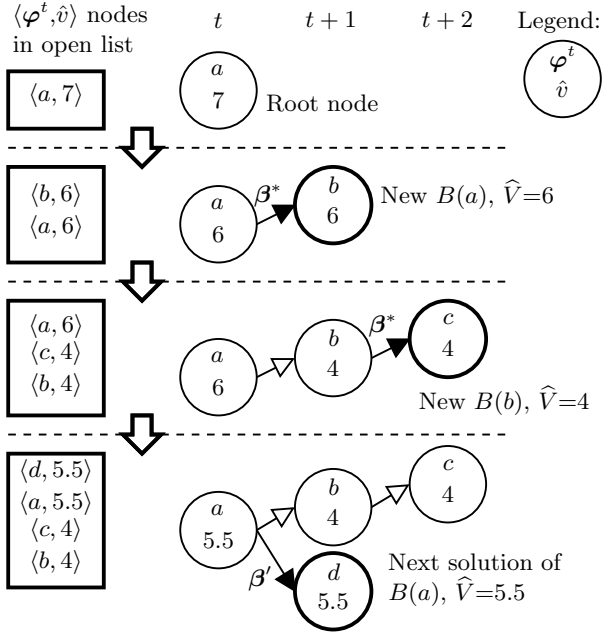 ⟨φᵗ,v̂⟩ nodes
in open list
t
t + 1
t + 2
Legend:
φᵗ
v̂
⟨a, 7⟩
a
7
Root node
⟨b, 6⟩
⟨a, 6⟩
a
6
β*
b
6
New B(a), V̂=6
⟨a, 6⟩
⟨c, 4⟩
⟨b, 4⟩
a
6
b
4
β*
c
4
New B(b), V̂=4
⟨d, 5.5⟩
⟨a, 5.5⟩
⟨c, 4⟩
⟨b, 4⟩
a
5.5
b
4
c
4
β′
d
5.5
Next solution of
B(a), V̂=5.5